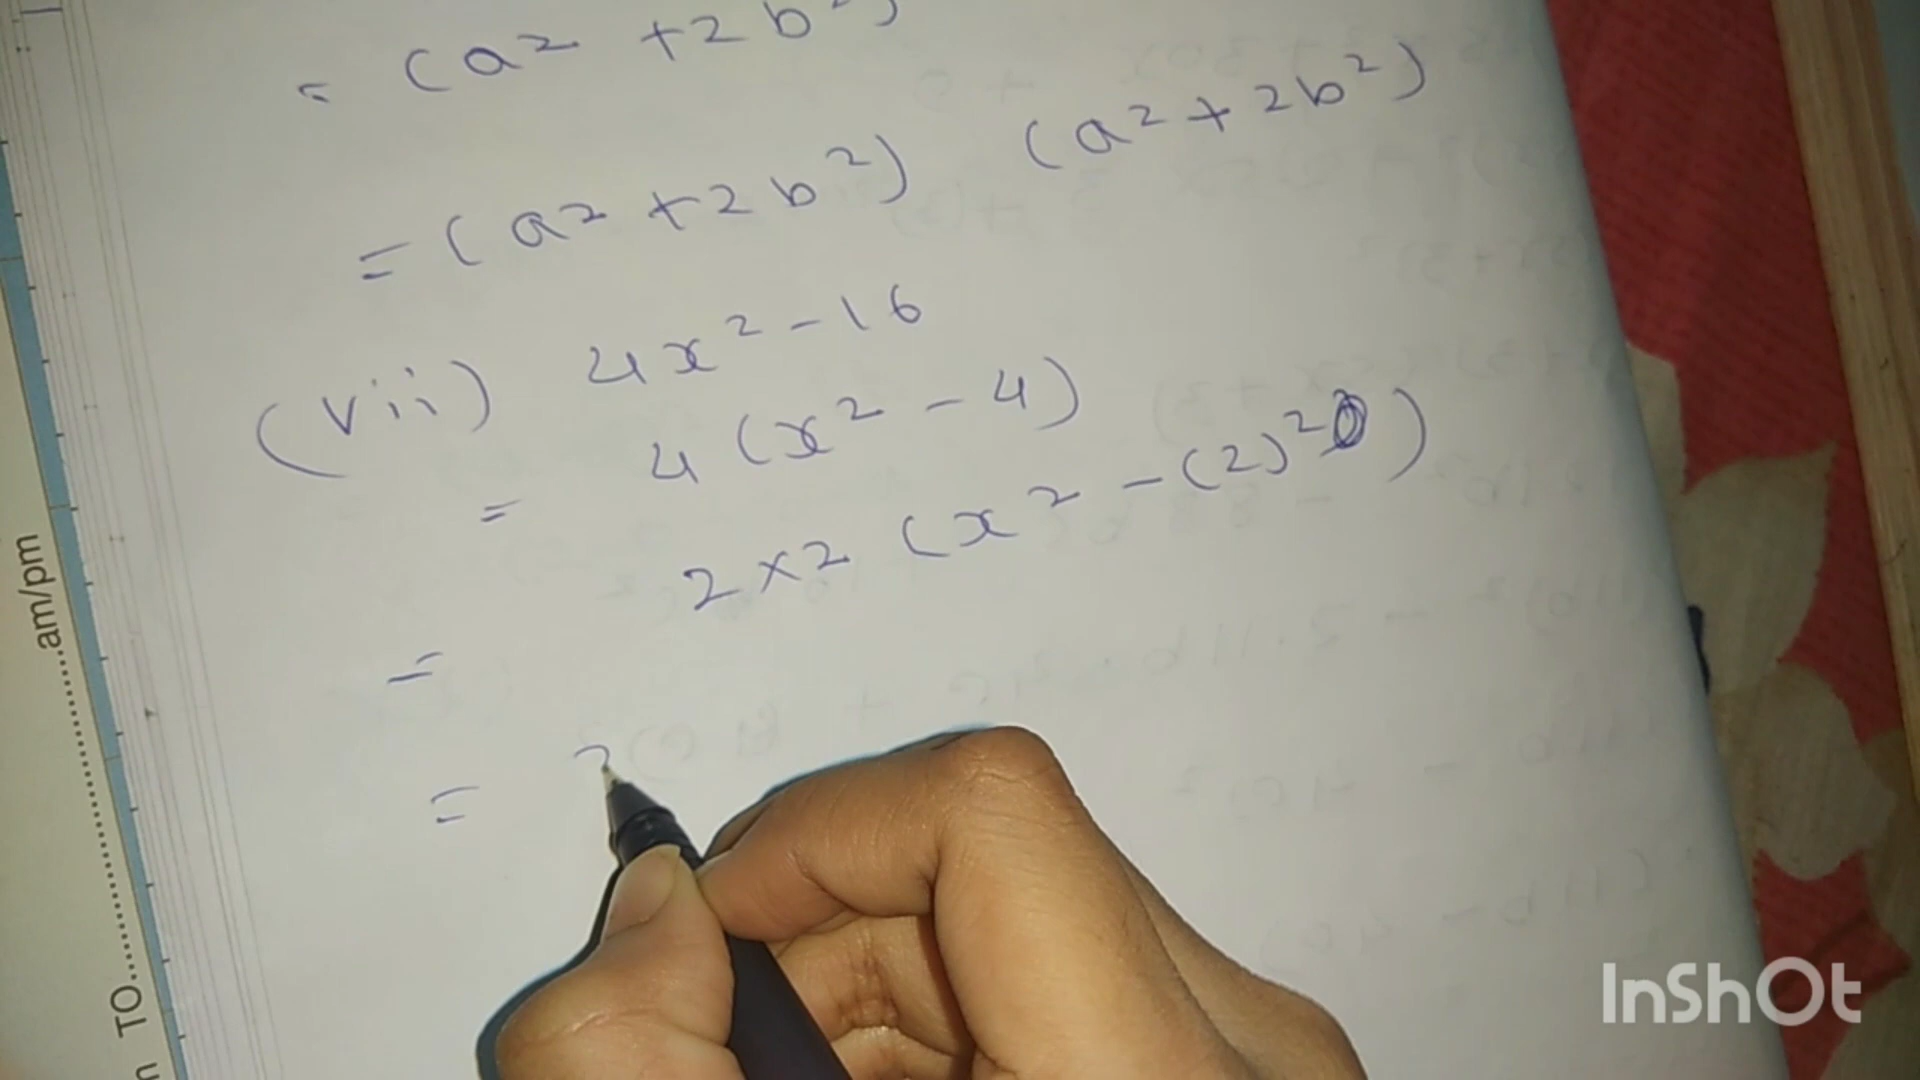 = (a² + 2b²)
= (a² + 2b²) (a² + 2b²)
(vii) 4x² - 16
= 4 (x² - 4)
= 2 × 2 (x² - (2)² )
= 2
am/pm
TO
InShOt